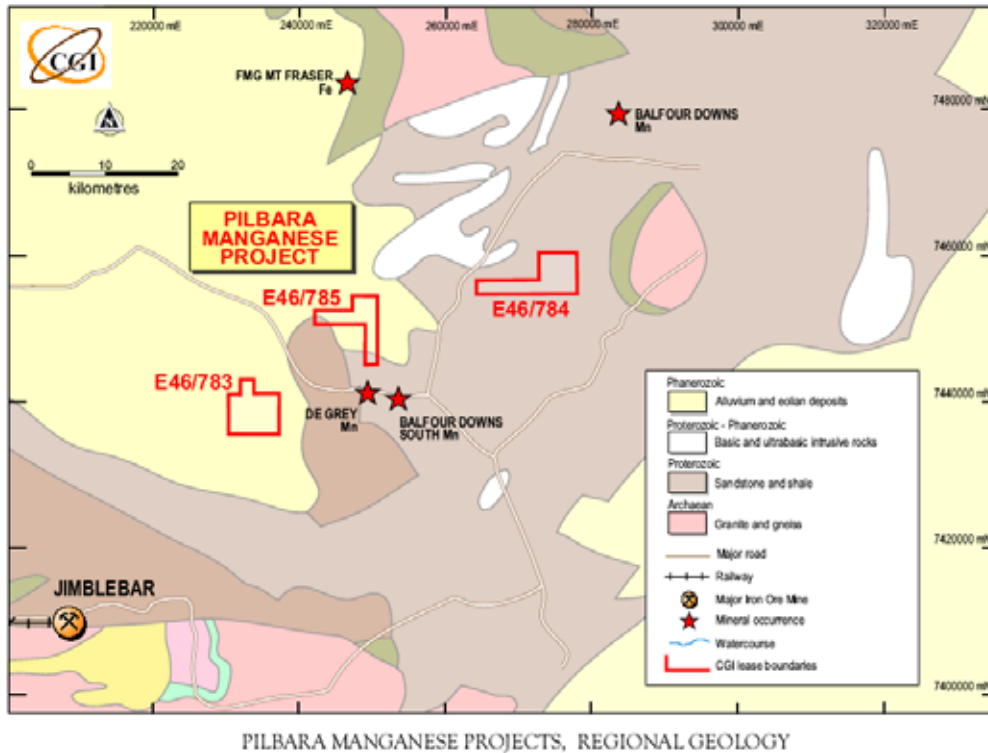 220000 mE
240000 mE
260000 mE
280000 mE
300000 mE
320000 mE
CGI
FMG MT FRASER
Fe
BALFOUR DOWNS
Mn
7480000 mN
0 10 20
kilometres
PILBARA
MANGANESE
PROJECT
7460000 mN
E46/785
E46/784
E46/783
DE GREY
Mn
BALFOUR DOWNS
SOUTH Mn
7440000 mN
Phanerozoic
Alluvium and eolian deposits
Proterozoic - Phanerozoic
Basic and ultrabasic intrusive rocks
Proterozoic
Sandstone and shale
Archaean
Granite and gneiss
Major road
Railway
Major Iron Ore Mine
Mineral occurrence
Watercourse
CGI lease boundaries
7420000 mN
JIMBLEBAR
7400000 mN
PILBARA MANGANESE PROJECTS, REGIONAL GEOLOGY